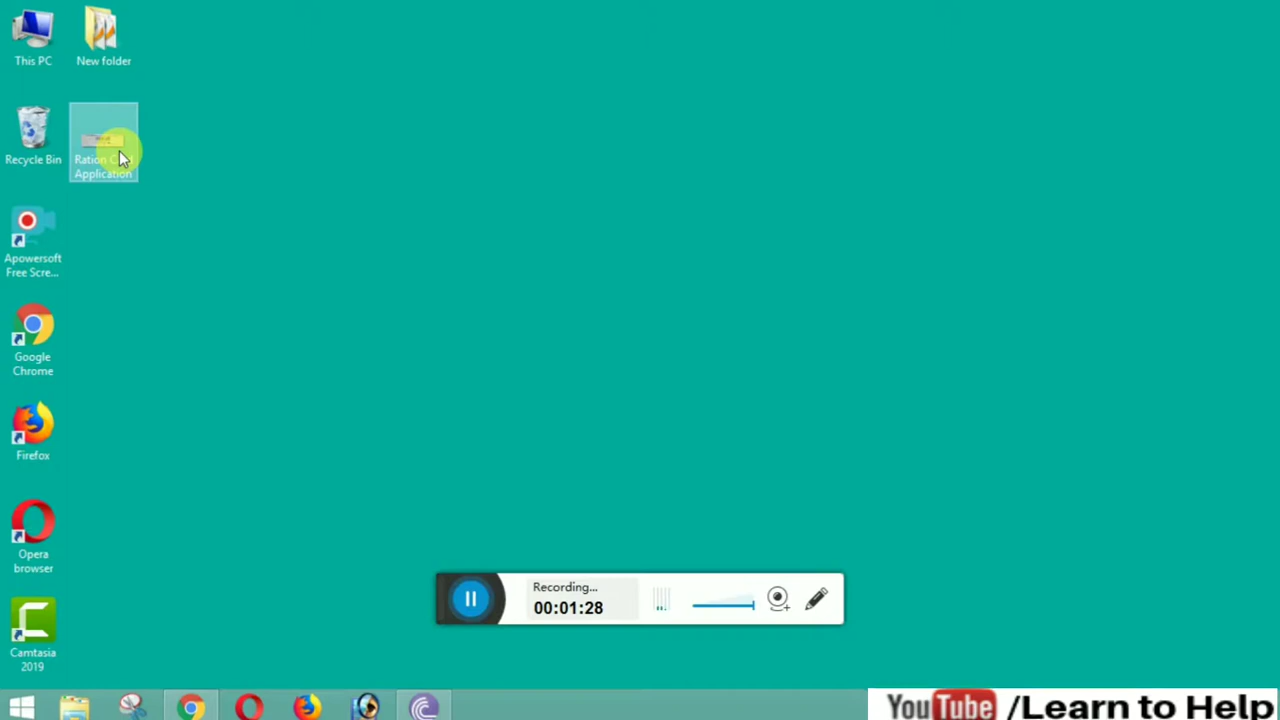 This PC
New folder
Recycle Bin
Ration
Application
Apowersoft
Free Scre...
Google
Chrome
Firefox
Opera
browser
Camtasia
2019
Recording...
00:01:28
YouTube /Learn to Help